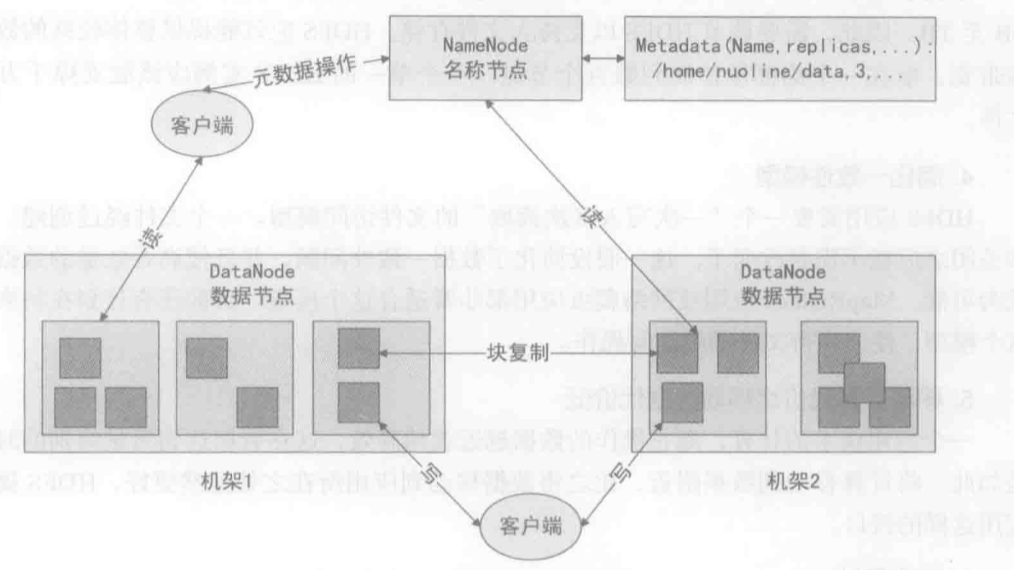 NameNode
名称节点
Metadata(Name,replicas,....):
/home/nupline/data,3,...
元数据操作
客户端
读
读
DataNode
数据节点
DataNode
数据节点
块复制
机架1
写
机架2
客户端